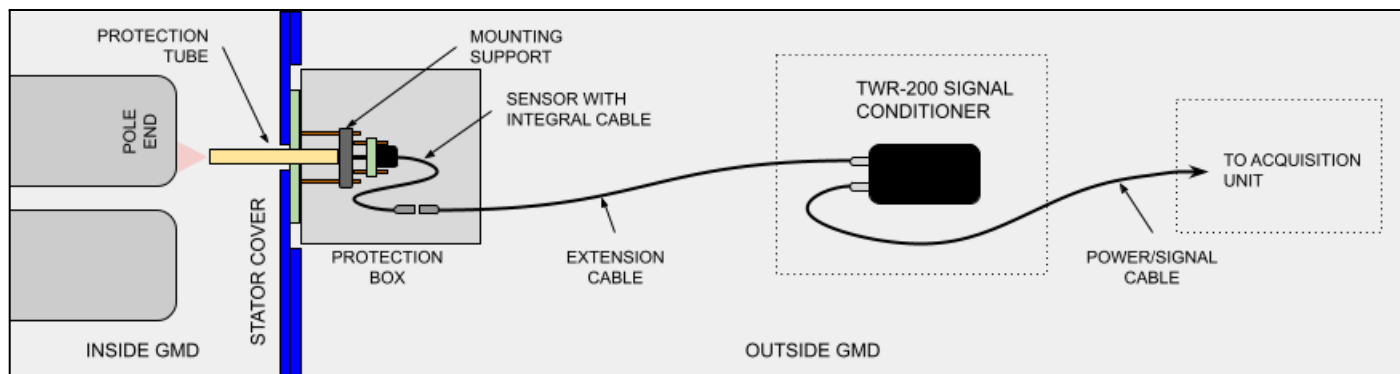 PROTECTION
TUBE
MOUNTING
SUPPORT
SENSOR WITH
INTEGRAL CABLE
TWR-200 SIGNAL
CONDITIONER
POLE
END
TO ACQUISITION
UNIT
STATOR COVER
PROTECTION
BOX
EXTENSION
CABLE
POWER/SIGNAL
CABLE
INSIDE GMD
OUTSIDE GMD